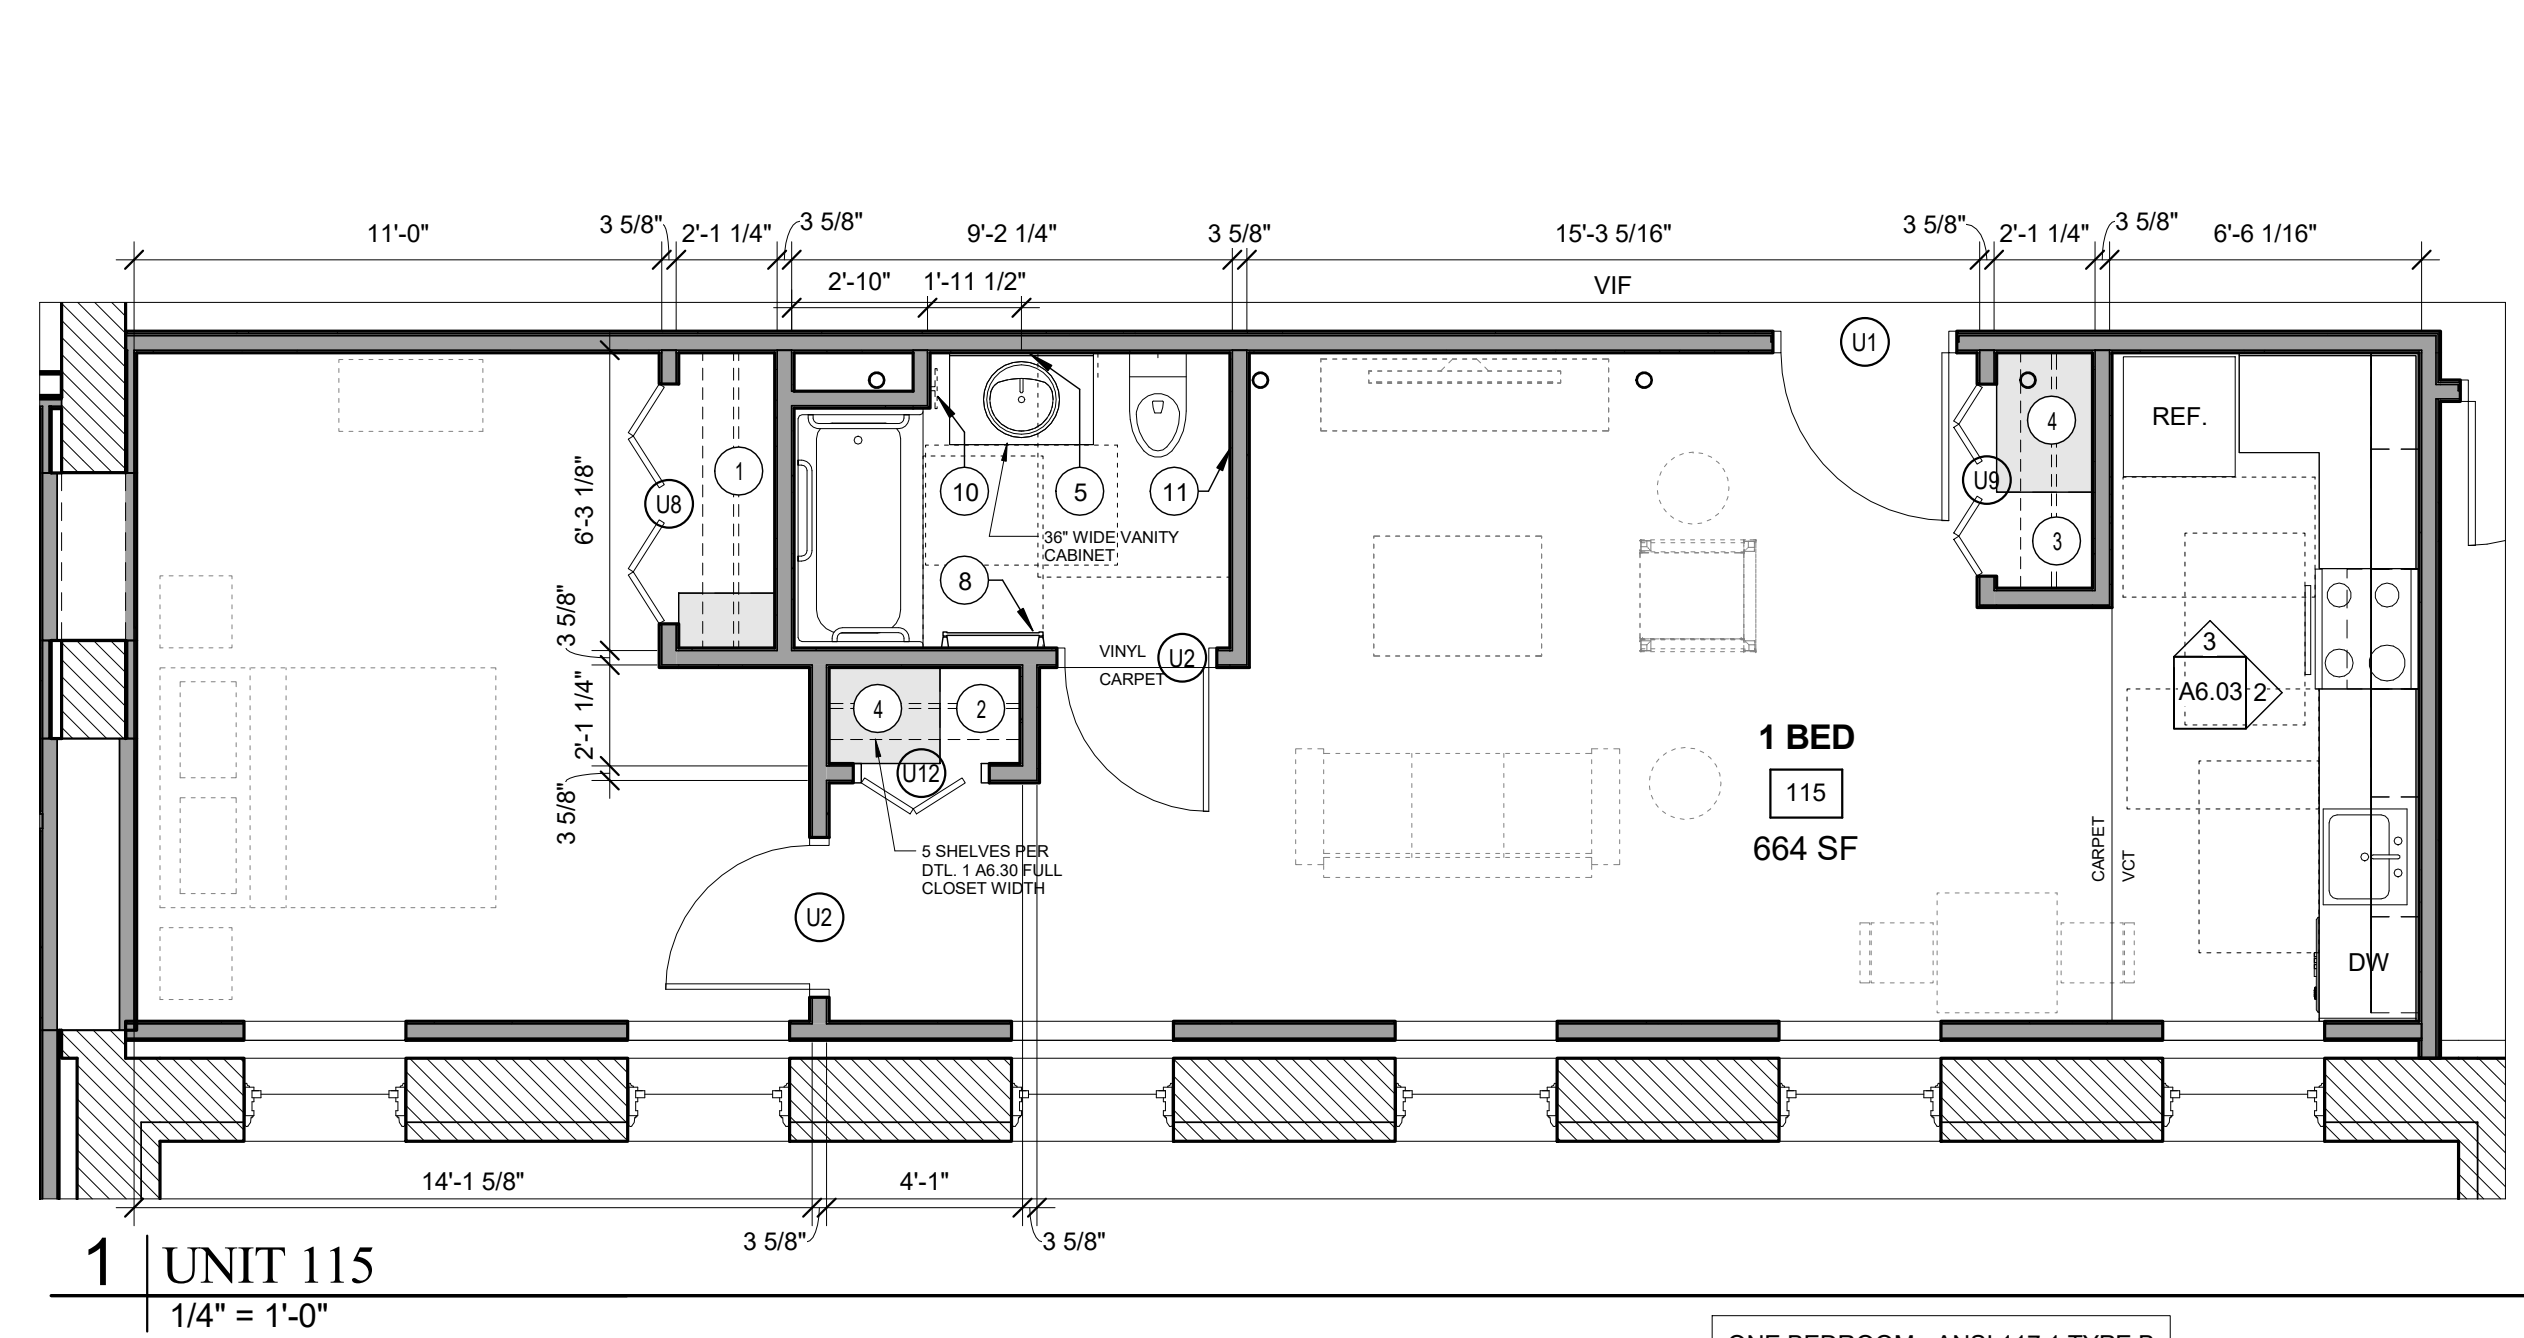 11'-0"
3 5/8"
2'-1 1/4"
3 5/8"
9'-2 1/4"
3 5/8"
15'-3 5/16"
3 5/8"
2'-1 1/4"
3 5/8"
6'-6 1/16"
2'-10"
1'-11 1/2"
VIF
U1
REF.
4
1
6'-3 1/8"
U8
10
5
11
U9
3
36" WIDE VANITY
CABINET
8
3 5/8"
VINYL
U2
CARPET
3
A6.03
2
2'-1 1/4"
4
2
1 BED
U12
115
3 5/8"
664 SF
5 SHELVES PER
DTL. 1 A6.30 FULL
CLOSET WIDTH
CARPET
VCT
U2
DW
14'-1 5/8"
4'-1"
3 5/8"
3 5/8"
1
UNIT 115
1/4" = 1'-0"
ONE BEDROOM - ANSI 117.1 TYPE B